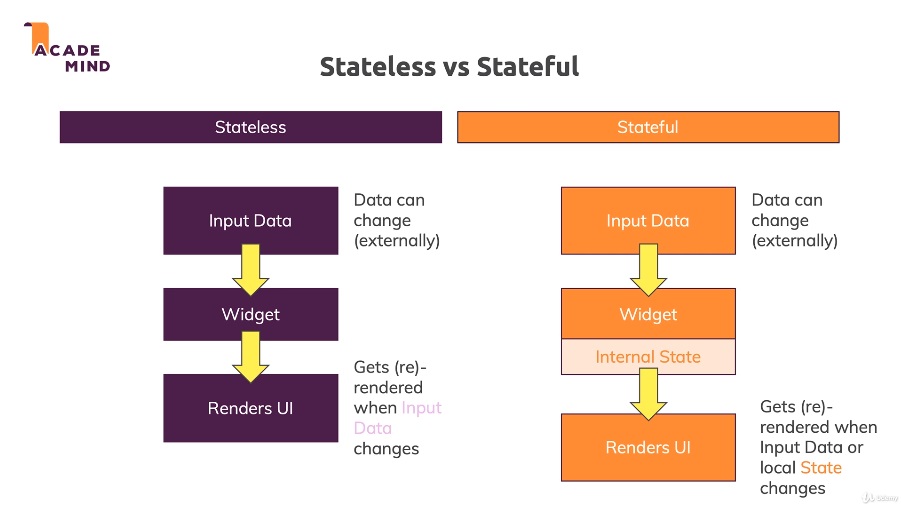 ACADE
MIND
Stateless vs Stateful
Stateless
Stateful
Input Data
Data can
change
(externally)
Widget
Renders UI
Gets (re)-
rendered
when Input
Data
changes
Input Data
Data can
change
(externally)
Widget
Internal State
Renders UI
Gets (re)-
rendered when
Input Data or
local State
changes
Udemy